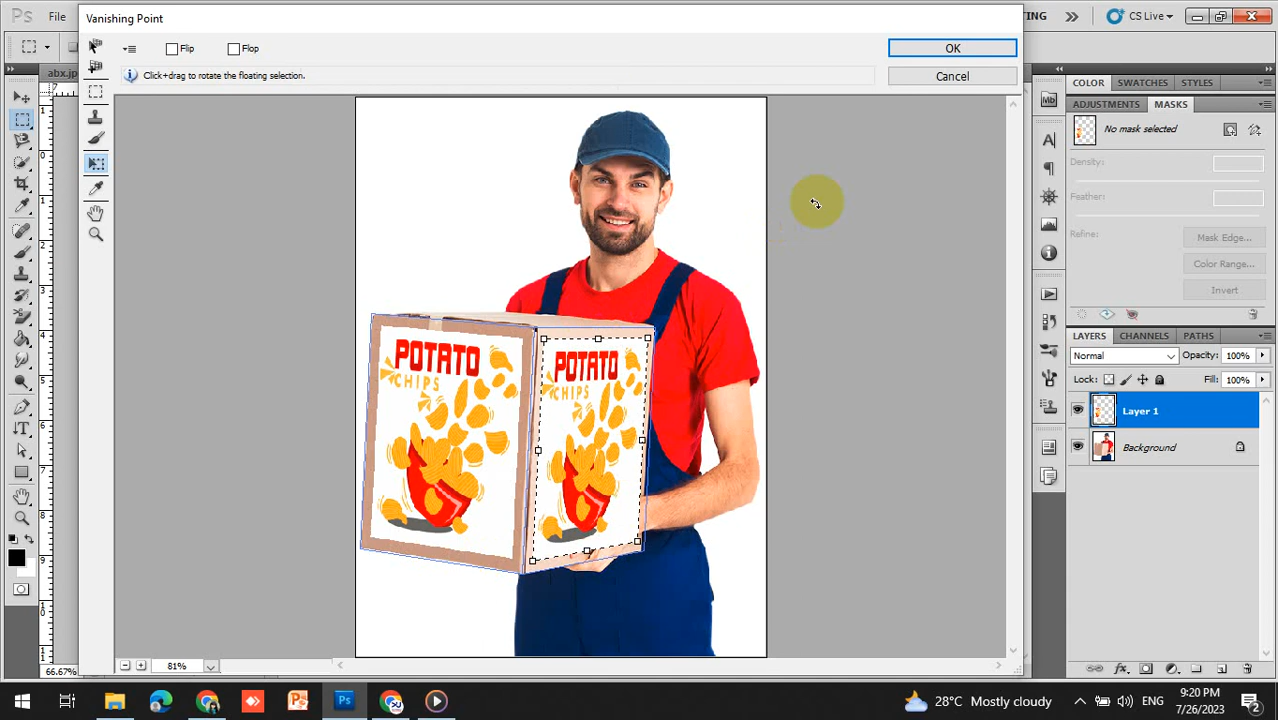 Ps File TING CS Live
Vanishing Point
Flip Flop OK
Click+drag to rotate the floating selection. Cancel
abx.jp
POTATO
CHIPS
POTATO
CHIPS
COLOR SWATCHES STYLES
ADJUSTMENTS MASKS
No mask selected
Density:
Feather:
Refine: Mask Edge...
Color Range...
Invert
LAYERS CHANNELS PATHS
Normal Opacity: 100%
Lock: Fill: 100%
Layer 1
Background
81%
66.67%
28°C Mostly cloudy ENG 9:20 PM
7/26/2023